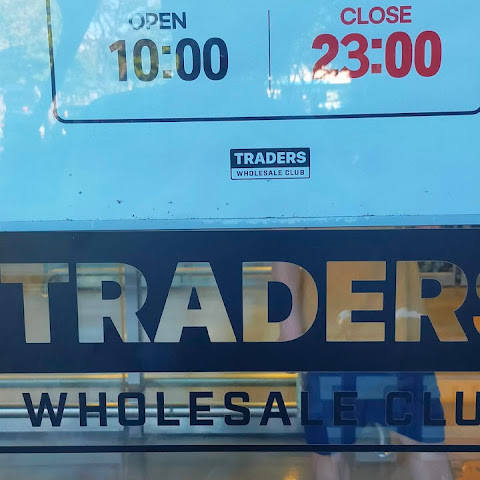 OPEN CLOSE
10:00 23:00
TRADERS
WHOLESALE CLUB
TRADERS
WHOLESALE CLU